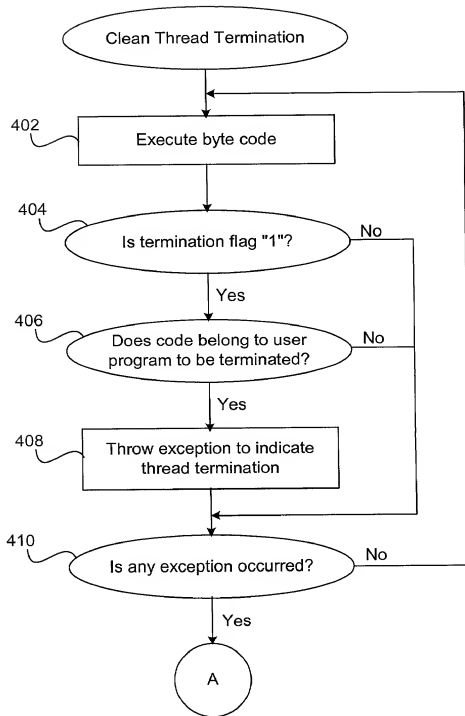 Clean Thread Termination
402
Execute byte code
404
Is termination flag "1"?
No
Yes
406
Does code belong to user
program to be terminated?
No
Yes
408
Throw exception to indicate
thread termination
410
Is any exception occurred?
No
Yes
A